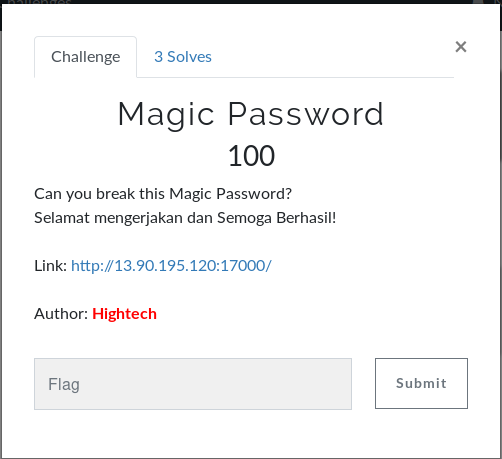 Challenge
3 Solves
×
Magic Password
100
Can you break this Magic Password?
Selamat mengerjakan dan Semoga Berhasil!
Link: http://13.90.195.120:17000/
Author: Hightech
Flag
Submit